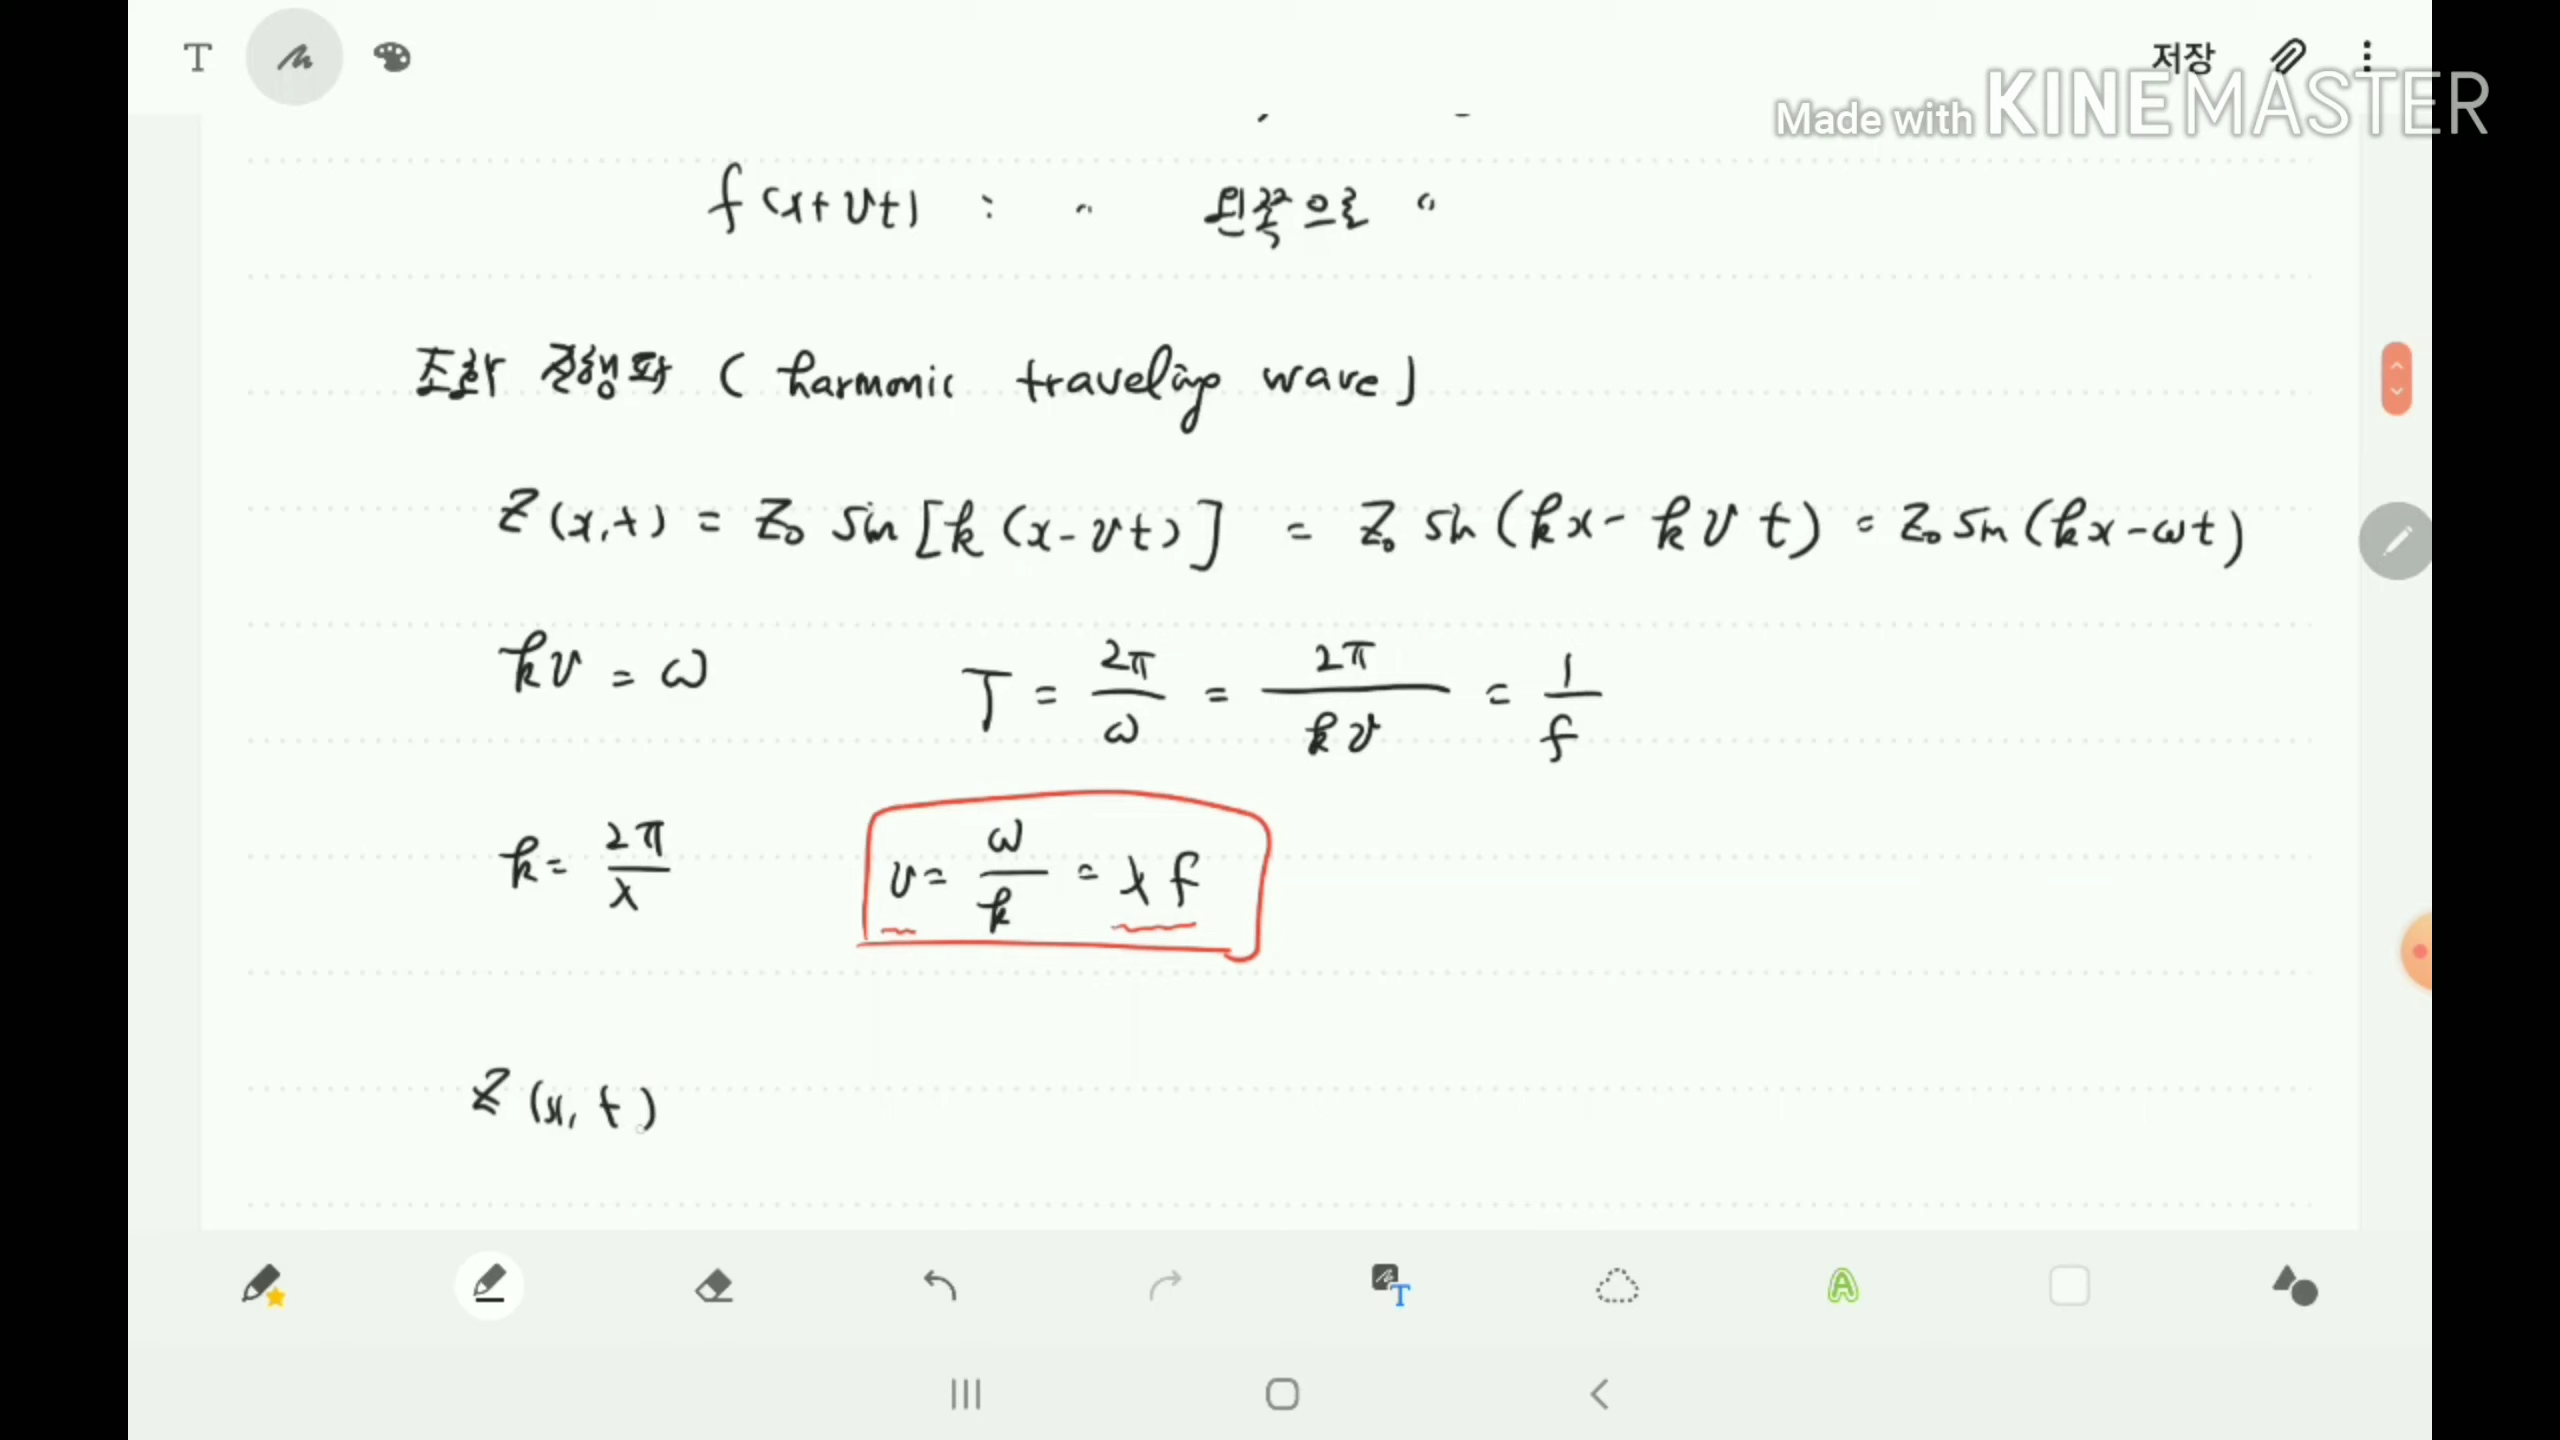 저장
Made with KINEMASTER
f(x+vt) : 〃 왼쪽으로 〃
조화 진행파 (harmonic traveling wave)
Z(x,t) = Z₀ sin[k(x-vt)] = Z₀ sin(kx - kvt) = Z₀ sin(kx-ωt)
kv = ω T = 2π/ω = 2π/kv = 1/f
k = 2π/λ v = ω/k = λf
Z(x,t)